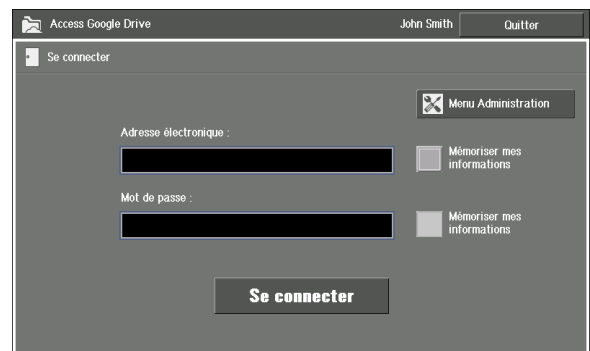 Access Google Drive
John Smith
Quitter
Se connecter
Menu Administration
Adresse électronique :
Mémoriser mes
informations
Mot de passe :
Mémoriser mes
informations
Se connecter